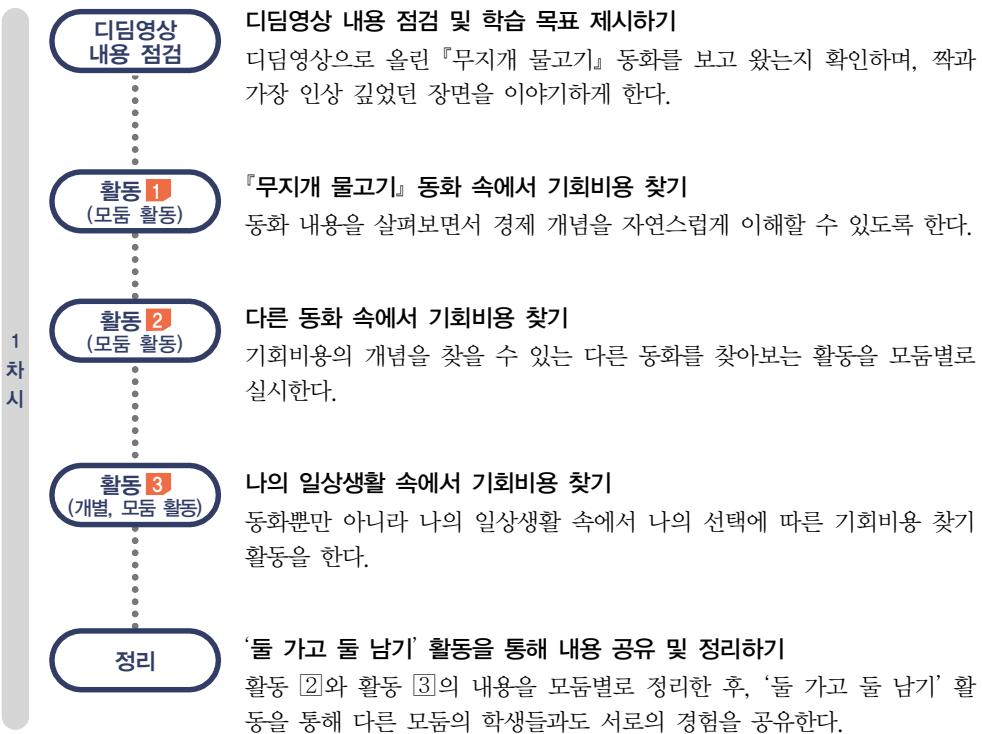 1
차
시
디딤영상
내용 점검
디딤영상 내용 점검 및 학습 목표 제시하기
디딤영상으로 올린 『무지개 물고기』 동화를 보고 왔는지 확인하며, 짝과
가장 인상 깊었던 장면을 이야기하게 한다.
활동 1
(모둠 활동)
『무지개 물고기』 동화 속에서 기회비용 찾기
동화 내용을 살펴보면서 경제 개념을 자연스럽게 이해할 수 있도록 한다.
활동 2
(모둠 활동)
다른 동화 속에서 기회비용 찾기
기회비용의 개념을 찾을 수 있는 다른 동화를 찾아보는 활동을 모둠별로
실시한다.
활동 3
(개별, 모둠 활동)
나의 일상생활 속에서 기회비용 찾기
동화뿐만 아니라 나의 일상생활 속에서 나의 선택에 따른 기회비용 찾기
활동을 한다.
정리
‘둘 가고 둘 남기’ 활동을 통해 내용 공유 및 정리하기
활동 2와 활동 3의 내용을 모둠별로 정리한 후, ‘둘 가고 둘 남기’ 활
동을 통해 다른 모둠의 학생들과도 서로의 경험을 공유한다.